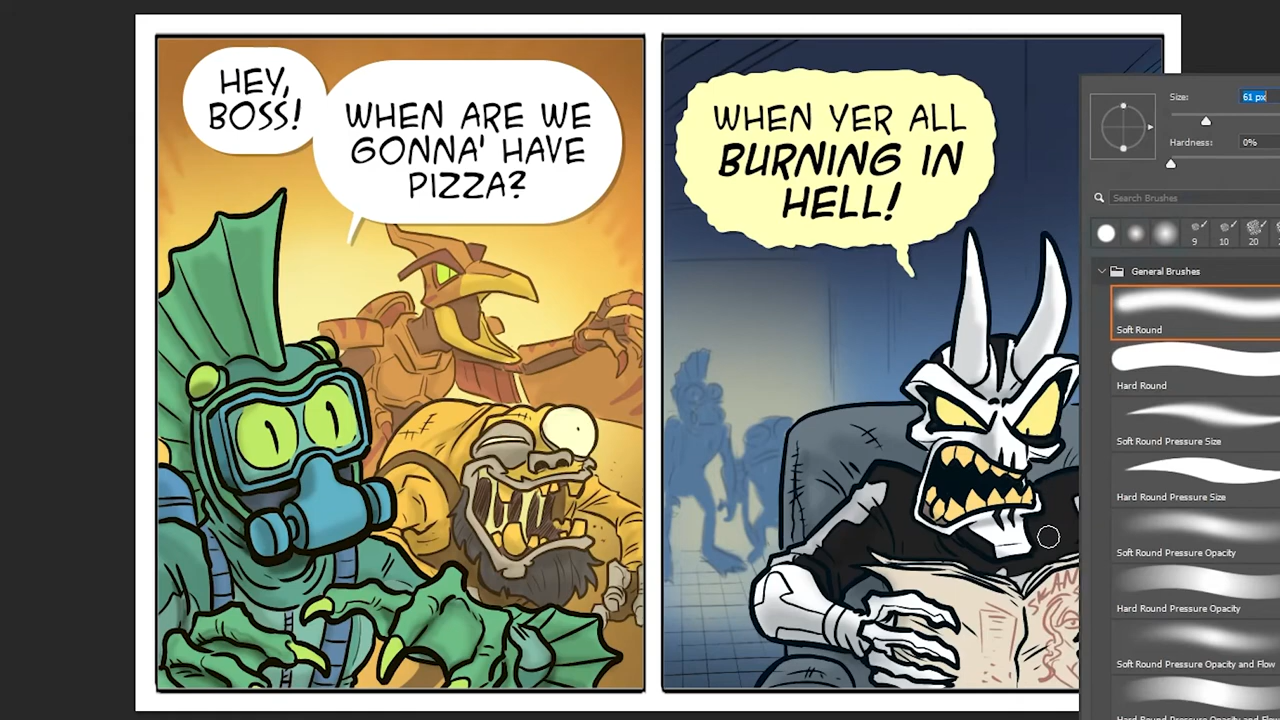 HEY,
BOSS!
WHEN ARE WE
GONNA' HAVE
PIZZA?
WHEN YER ALL
BURNING IN
HELL!
Size:
61 px
Hardness:
0%
Search Brushes
9
10
20
General Brushes
Soft Round
Hard Round
Soft Round Pressure Size
Hard Round Pressure Size
Soft Round Pressure Opacity
Hard Round Pressure Opacity
Soft Round Pressure Opacity and Flow